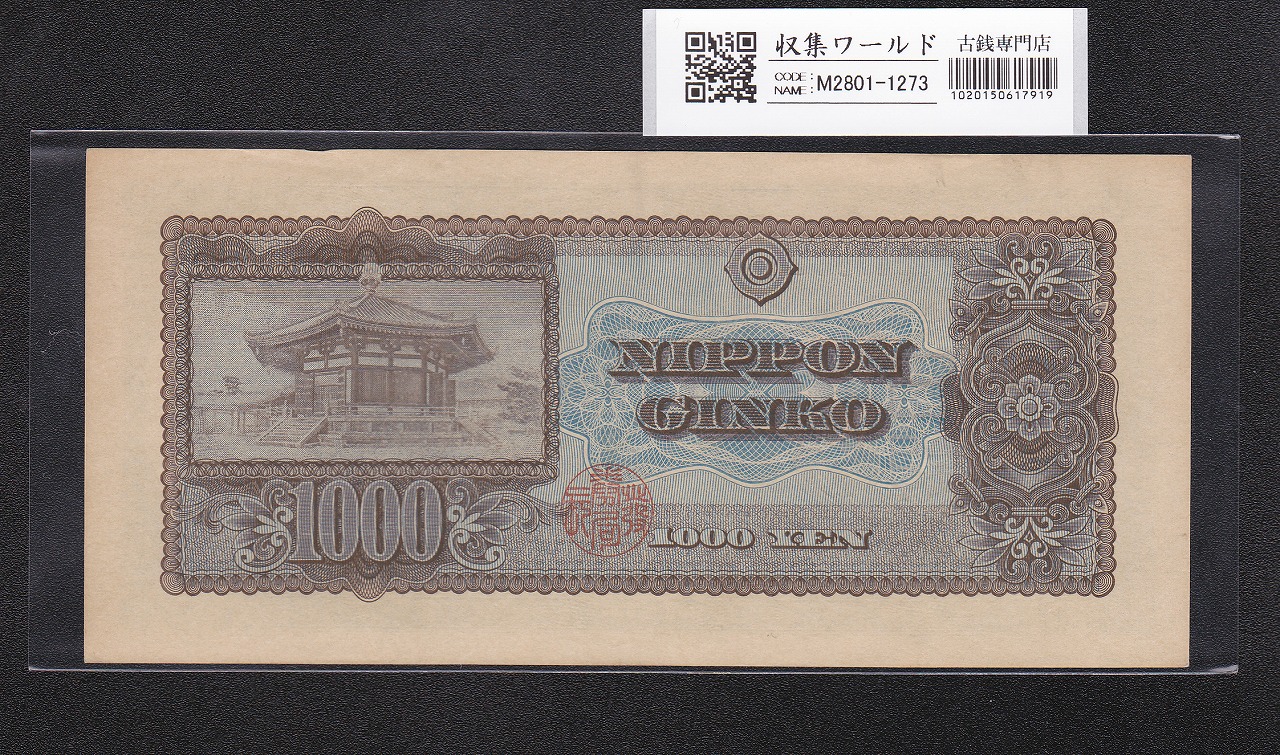 収集ワールド 古銭専門店
CODE:
NAME: M2801-1273
1020150617919
NIPPON
GINKO
1000
1000 YEN